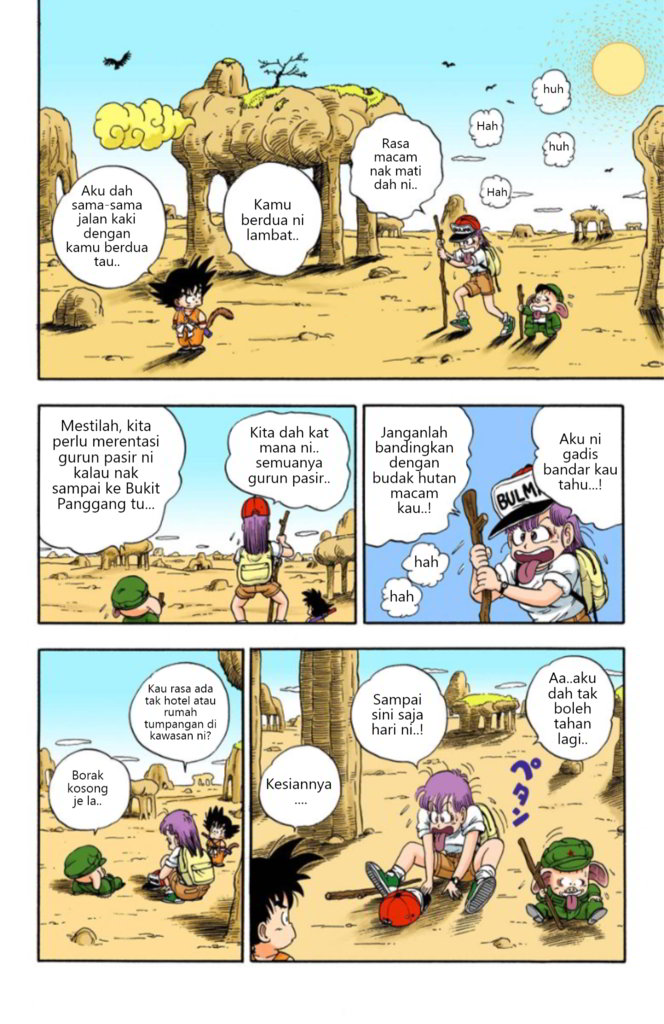 huh
Hah
huh
Hah
Rasa
macam
nak mati
dah ni..
BULM
Kamu
berdua ni
lambat..
Aku dah
sama-sama
jalan kaki
dengan
kamu berdua
tau..
Aku ni
gadis
bandar kau
tahu...!
Janganlah
bandingkan
dengan
budak hutan
macam
kau..!
BULM
hah
hah
Kita dah kat
mana ni..
semuanya
gurun pasir..
Mestilah, kita
perlu merentasi
gurun pasir ni
kalau nak
sampai ke Bukit
Panggang tu...
Aa..aku
dah tak
boleh
tahan
lagi..
ペタン
Sampai
sini saja
hari ni..!
Kesiannya
....
Kau rasa ada
tak hotel atau
rumah
tumpangan di
kawasan ni?
Borak
kosong
je la..